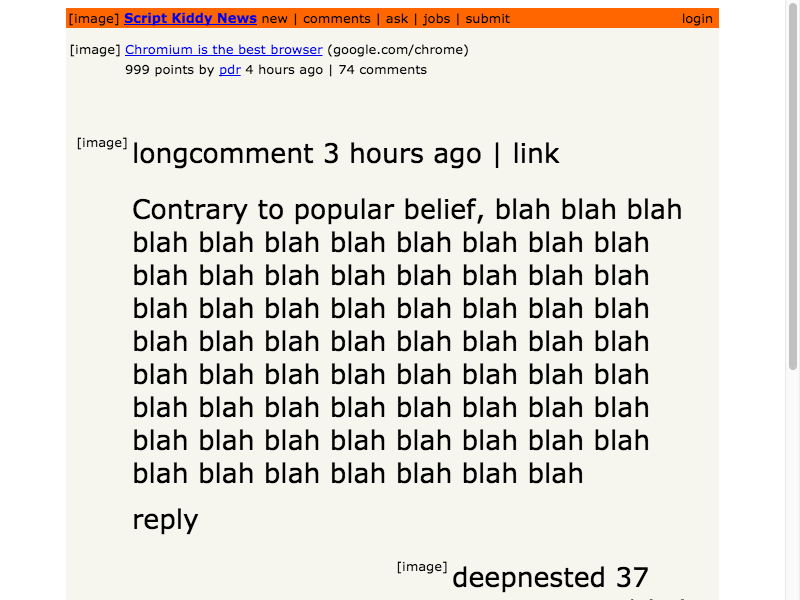 [image] Script Kiddy News new | comments | ask | jobs | submit login
[image] Chromium is the best browser (google.com/chrome)
999 points by pdr 4 hours ago | 74 comments
[image] longcomment 3 hours ago | link
Contrary to popular belief, blah blah blah
blah blah blah blah blah blah blah blah
blah blah blah blah blah blah blah blah
blah blah blah blah blah blah blah blah
blah blah blah blah blah blah blah blah
blah blah blah blah blah blah blah blah
blah blah blah blah blah blah blah blah
blah blah blah blah blah blah blah blah
blah blah blah blah blah blah blah
reply
[image] deepnested 37